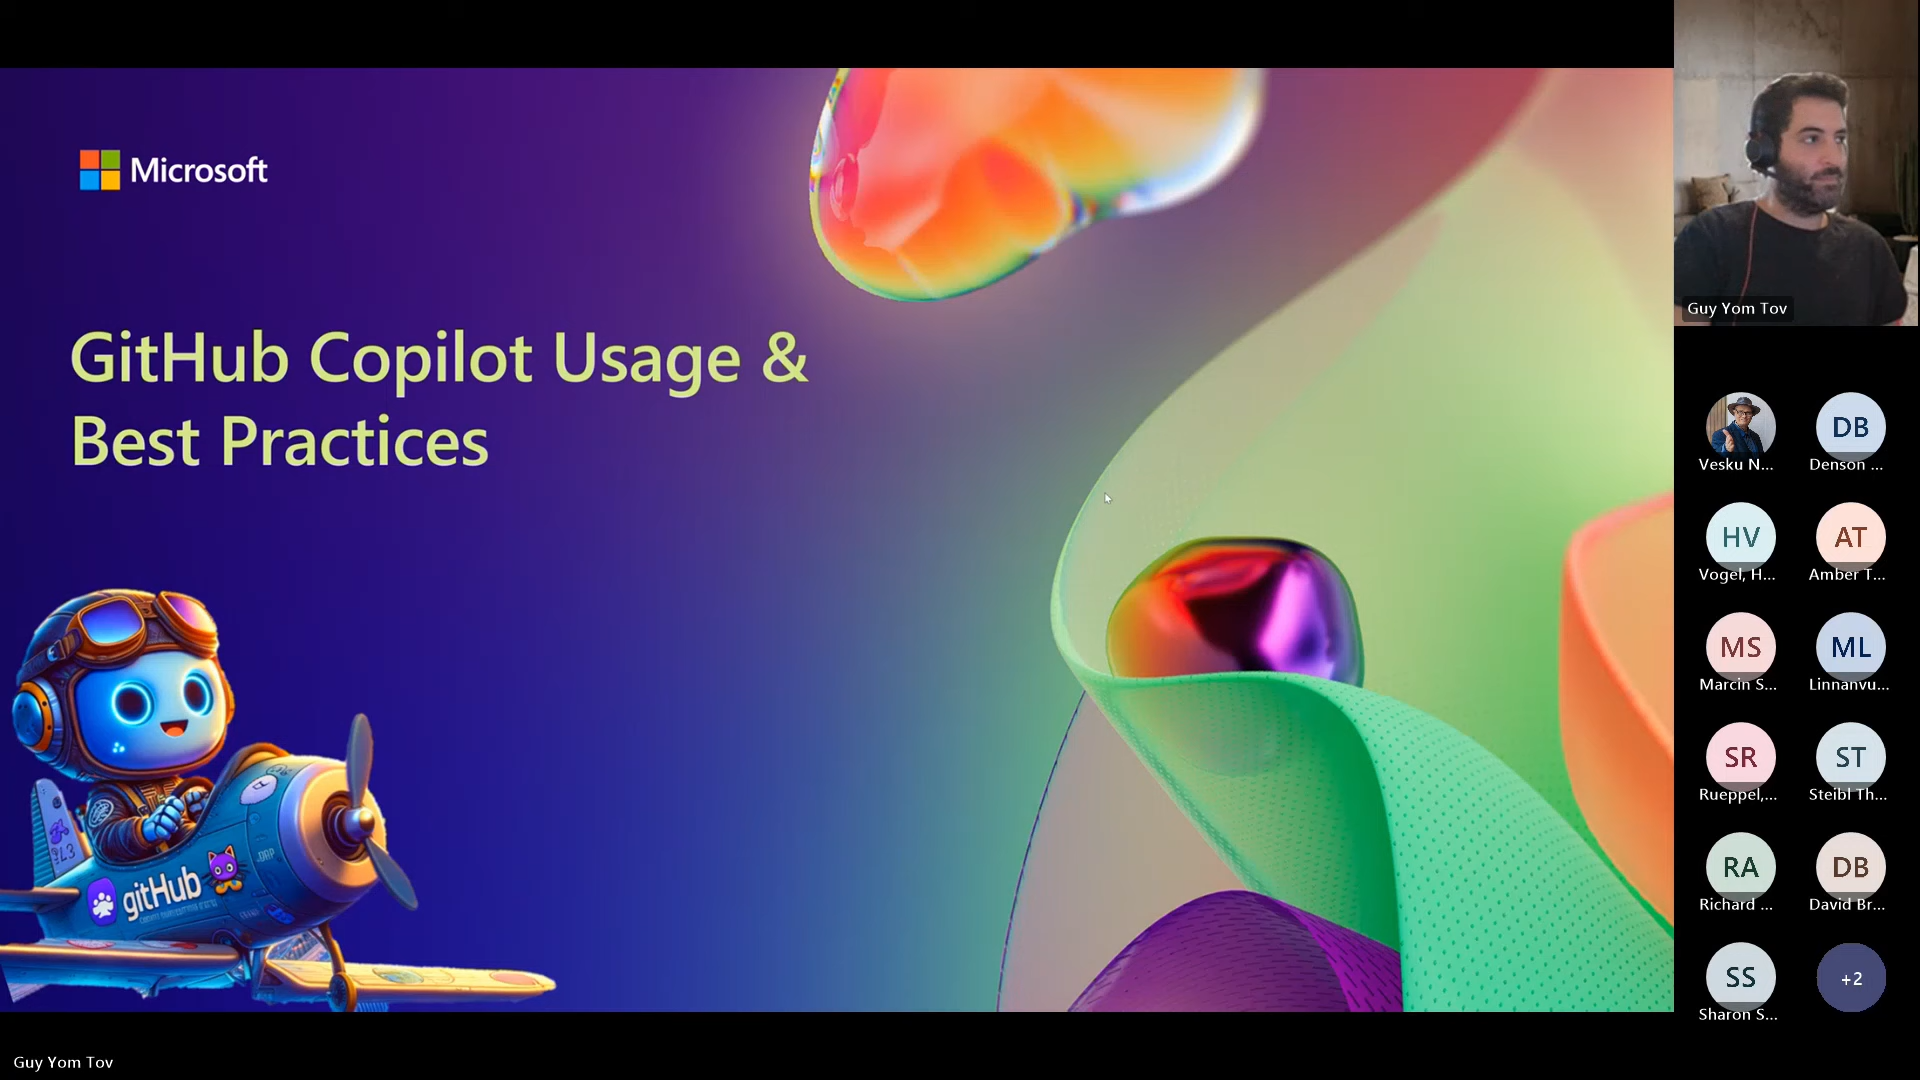 Microsoft
GitHub Copilot Usage &
Best Practices
gitHub
Guy Yom Tov
Vesku N...
DB
Denson ...
HV
Vogel, H...
AT
Amber T...
MS
Marcin S...
ML
Linnanvu...
SR
Rueppel,...
ST
Steibl Th...
RA
Richard ...
DB
David Br...
SS
Sharon S...
+2
Guy Yom Tov